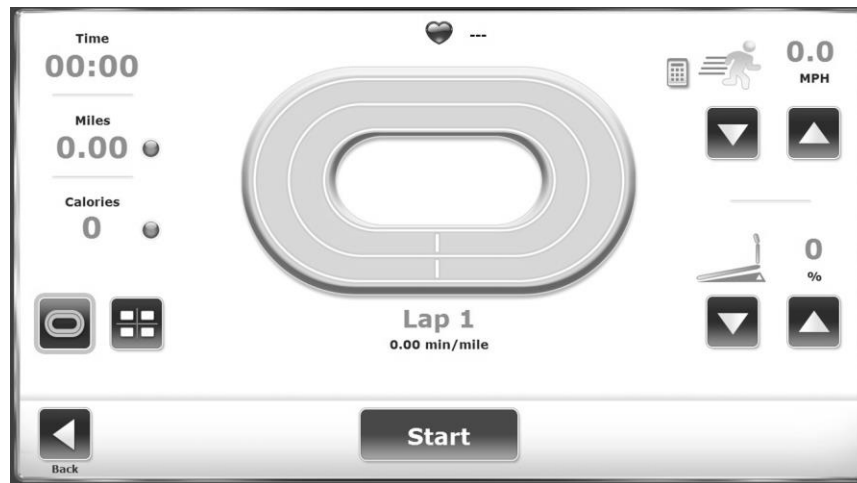 ---
Time
00:00
0.0
MPH
Miles
0.00
Calories
0
0
%
Lap 1
0.00 min/mile
Start
Back